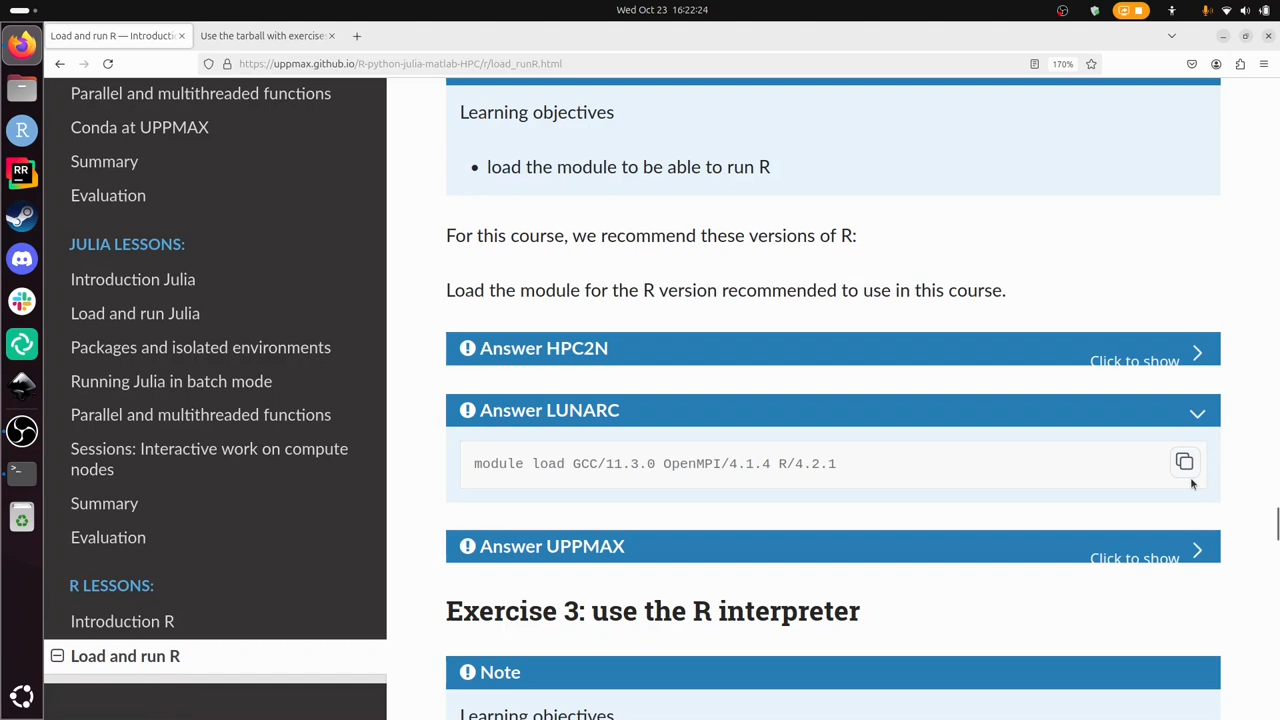 Wed Oct 23 16:22:24
Load and run R — Introducti
Use the tarball with exercise
https://uppmax.github.io/R-python-julia-matlab-HPC/r/load_runR.html
170%
Parallel and multithreaded functions
Conda at UPPMAX
Summary
Evaluation
JULIA LESSONS:
Introduction Julia
Load and run Julia
Packages and isolated environments
Running Julia in batch mode
Parallel and multithreaded functions
Sessions: Interactive work on compute
nodes
Summary
Evaluation
R LESSONS:
Introduction R
Load and run R
Learning objectives
load the module to be able to run R
For this course, we recommend these versions of R:
Load the module for the R version recommended to use in this course.
Answer HPC2N
Click to show
Answer LUNARC
module load GCC/11.3.0 OpenMPI/4.1.4 R/4.2.1
Answer UPPMAX
Click to show
Exercise 3: use the R interpreter
Note
Learning objectives
R
RR